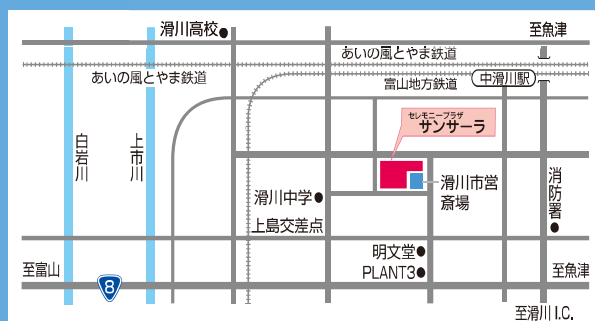 滑川高校
至魚津
あいの風とやま鉄道
あいの風とやま鉄道
富山地方鉄道
中滑川駅
セレモニープラザ
サンサーラ
白岩川
上市川
滑川市営
斎場
消防署
滑川中学
上島交差点
明文堂
PLANT3
至富山
8
至魚津
至滑川 I.C.